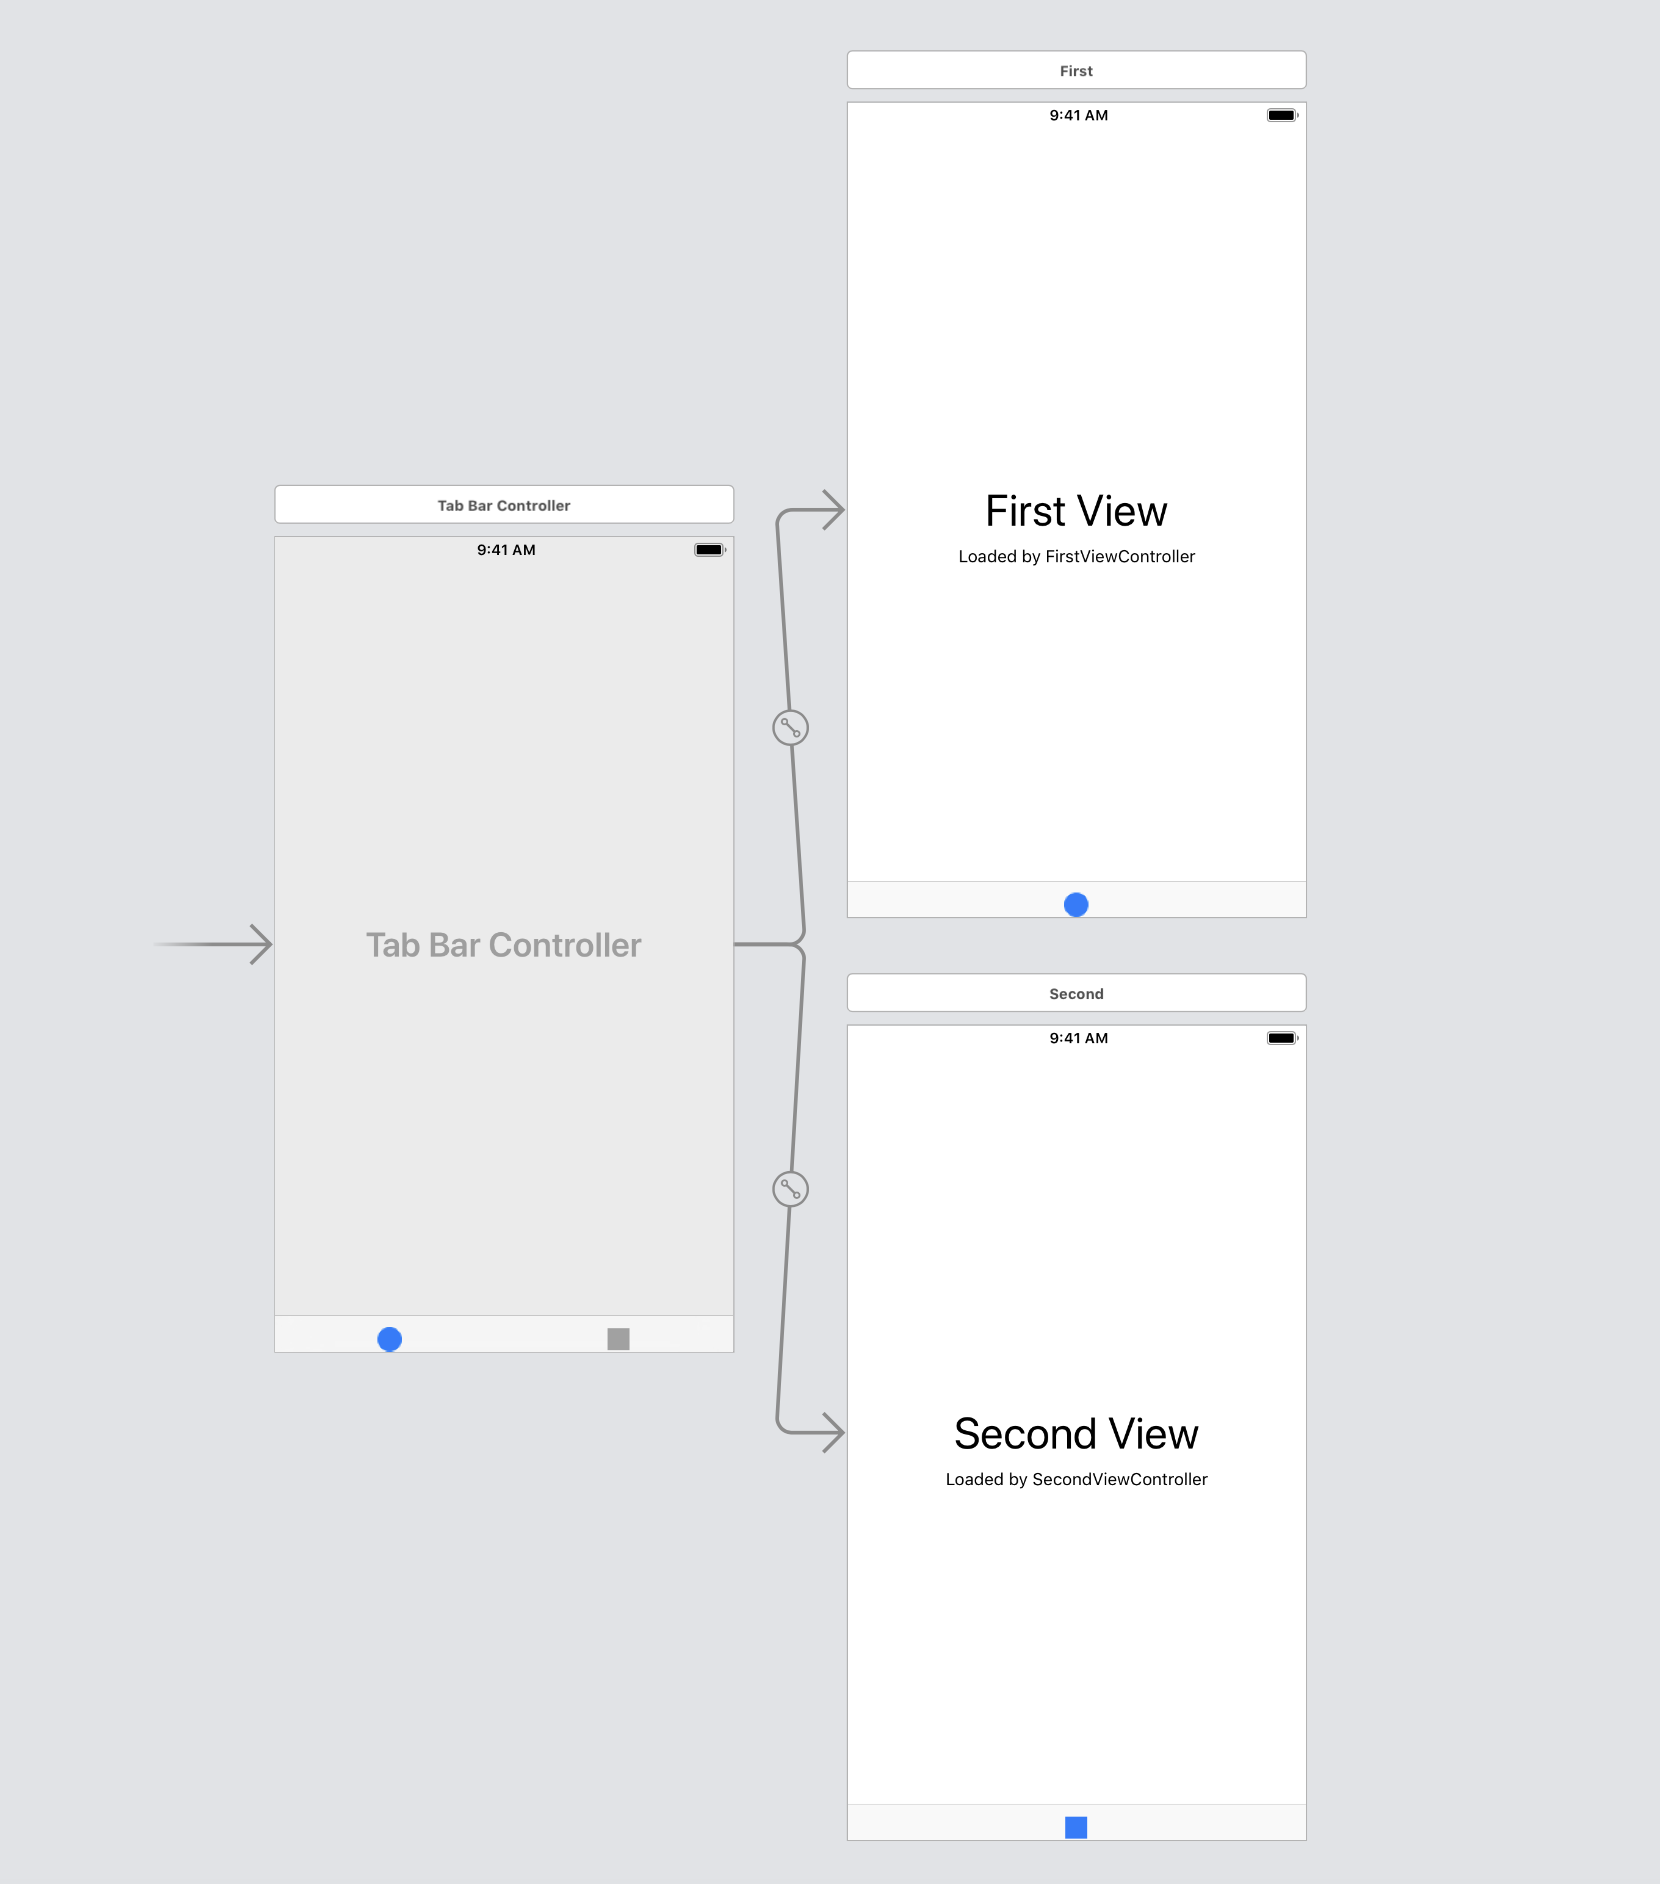 First
9:41 AM
First View
Loaded by FirstViewController
Tab Bar Controller
9:41 AM
Tab Bar Controller
Second
9:41 AM
Second View
Loaded by SecondViewController